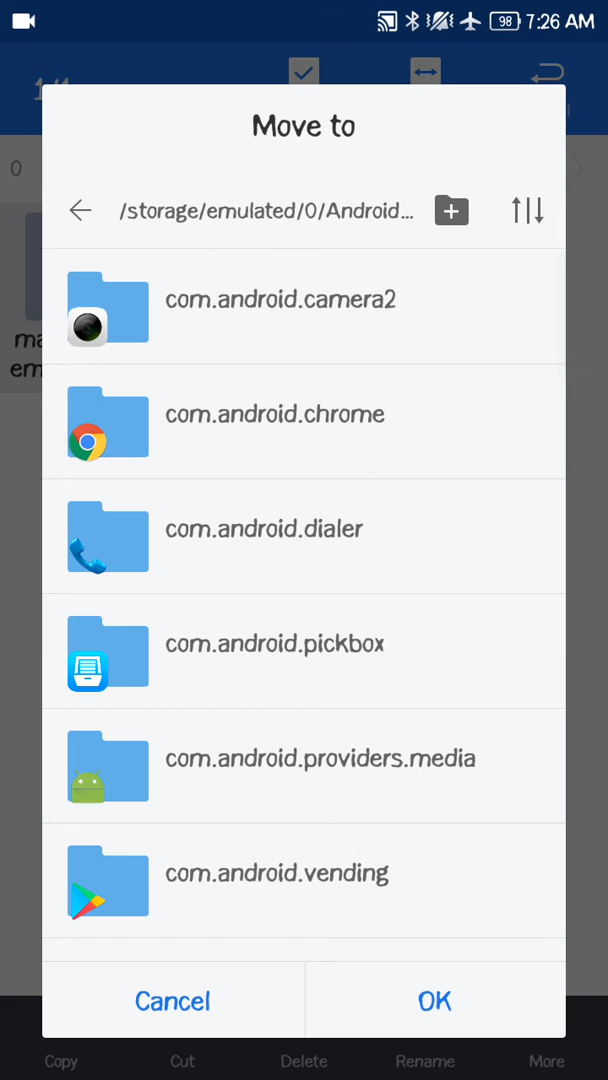 98 7:26 AM
Move to
/storage/emulated/0/Android...
com.android.camera2
com.android.chrome
com.android.dialer
com.android.pickbox
com.android.providers.media
com.android.vending
Cancel OK
0
Copy Cut Delete Rename More